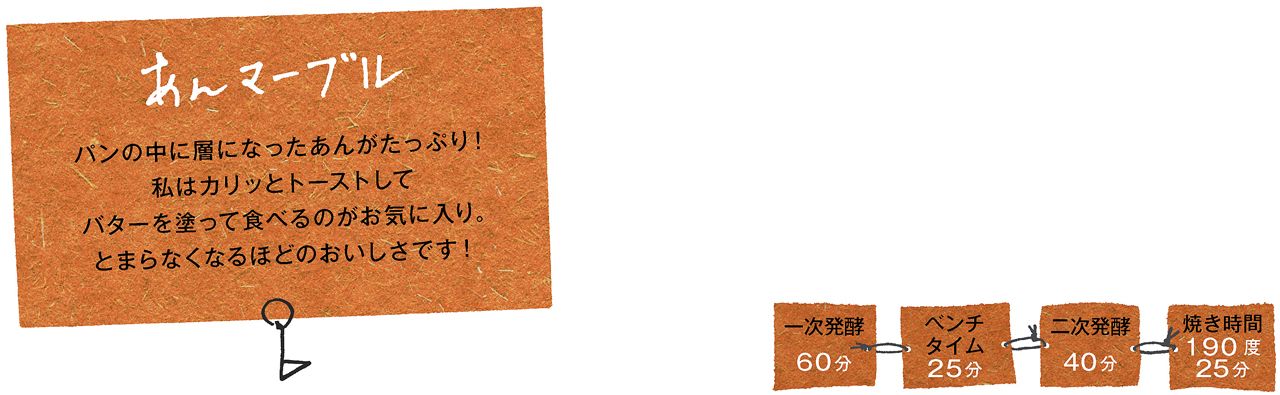 あんマーブル
パンの中に層になったあんがたっぷり！
私はカリッとトーストして
バターを塗って食べるのがお気に入り。
とまらなくなるほどのおいしさです！
一次発酵
60分
ベンチ
タイム
25分
二次発酵
40分
焼き時間
190度
25分